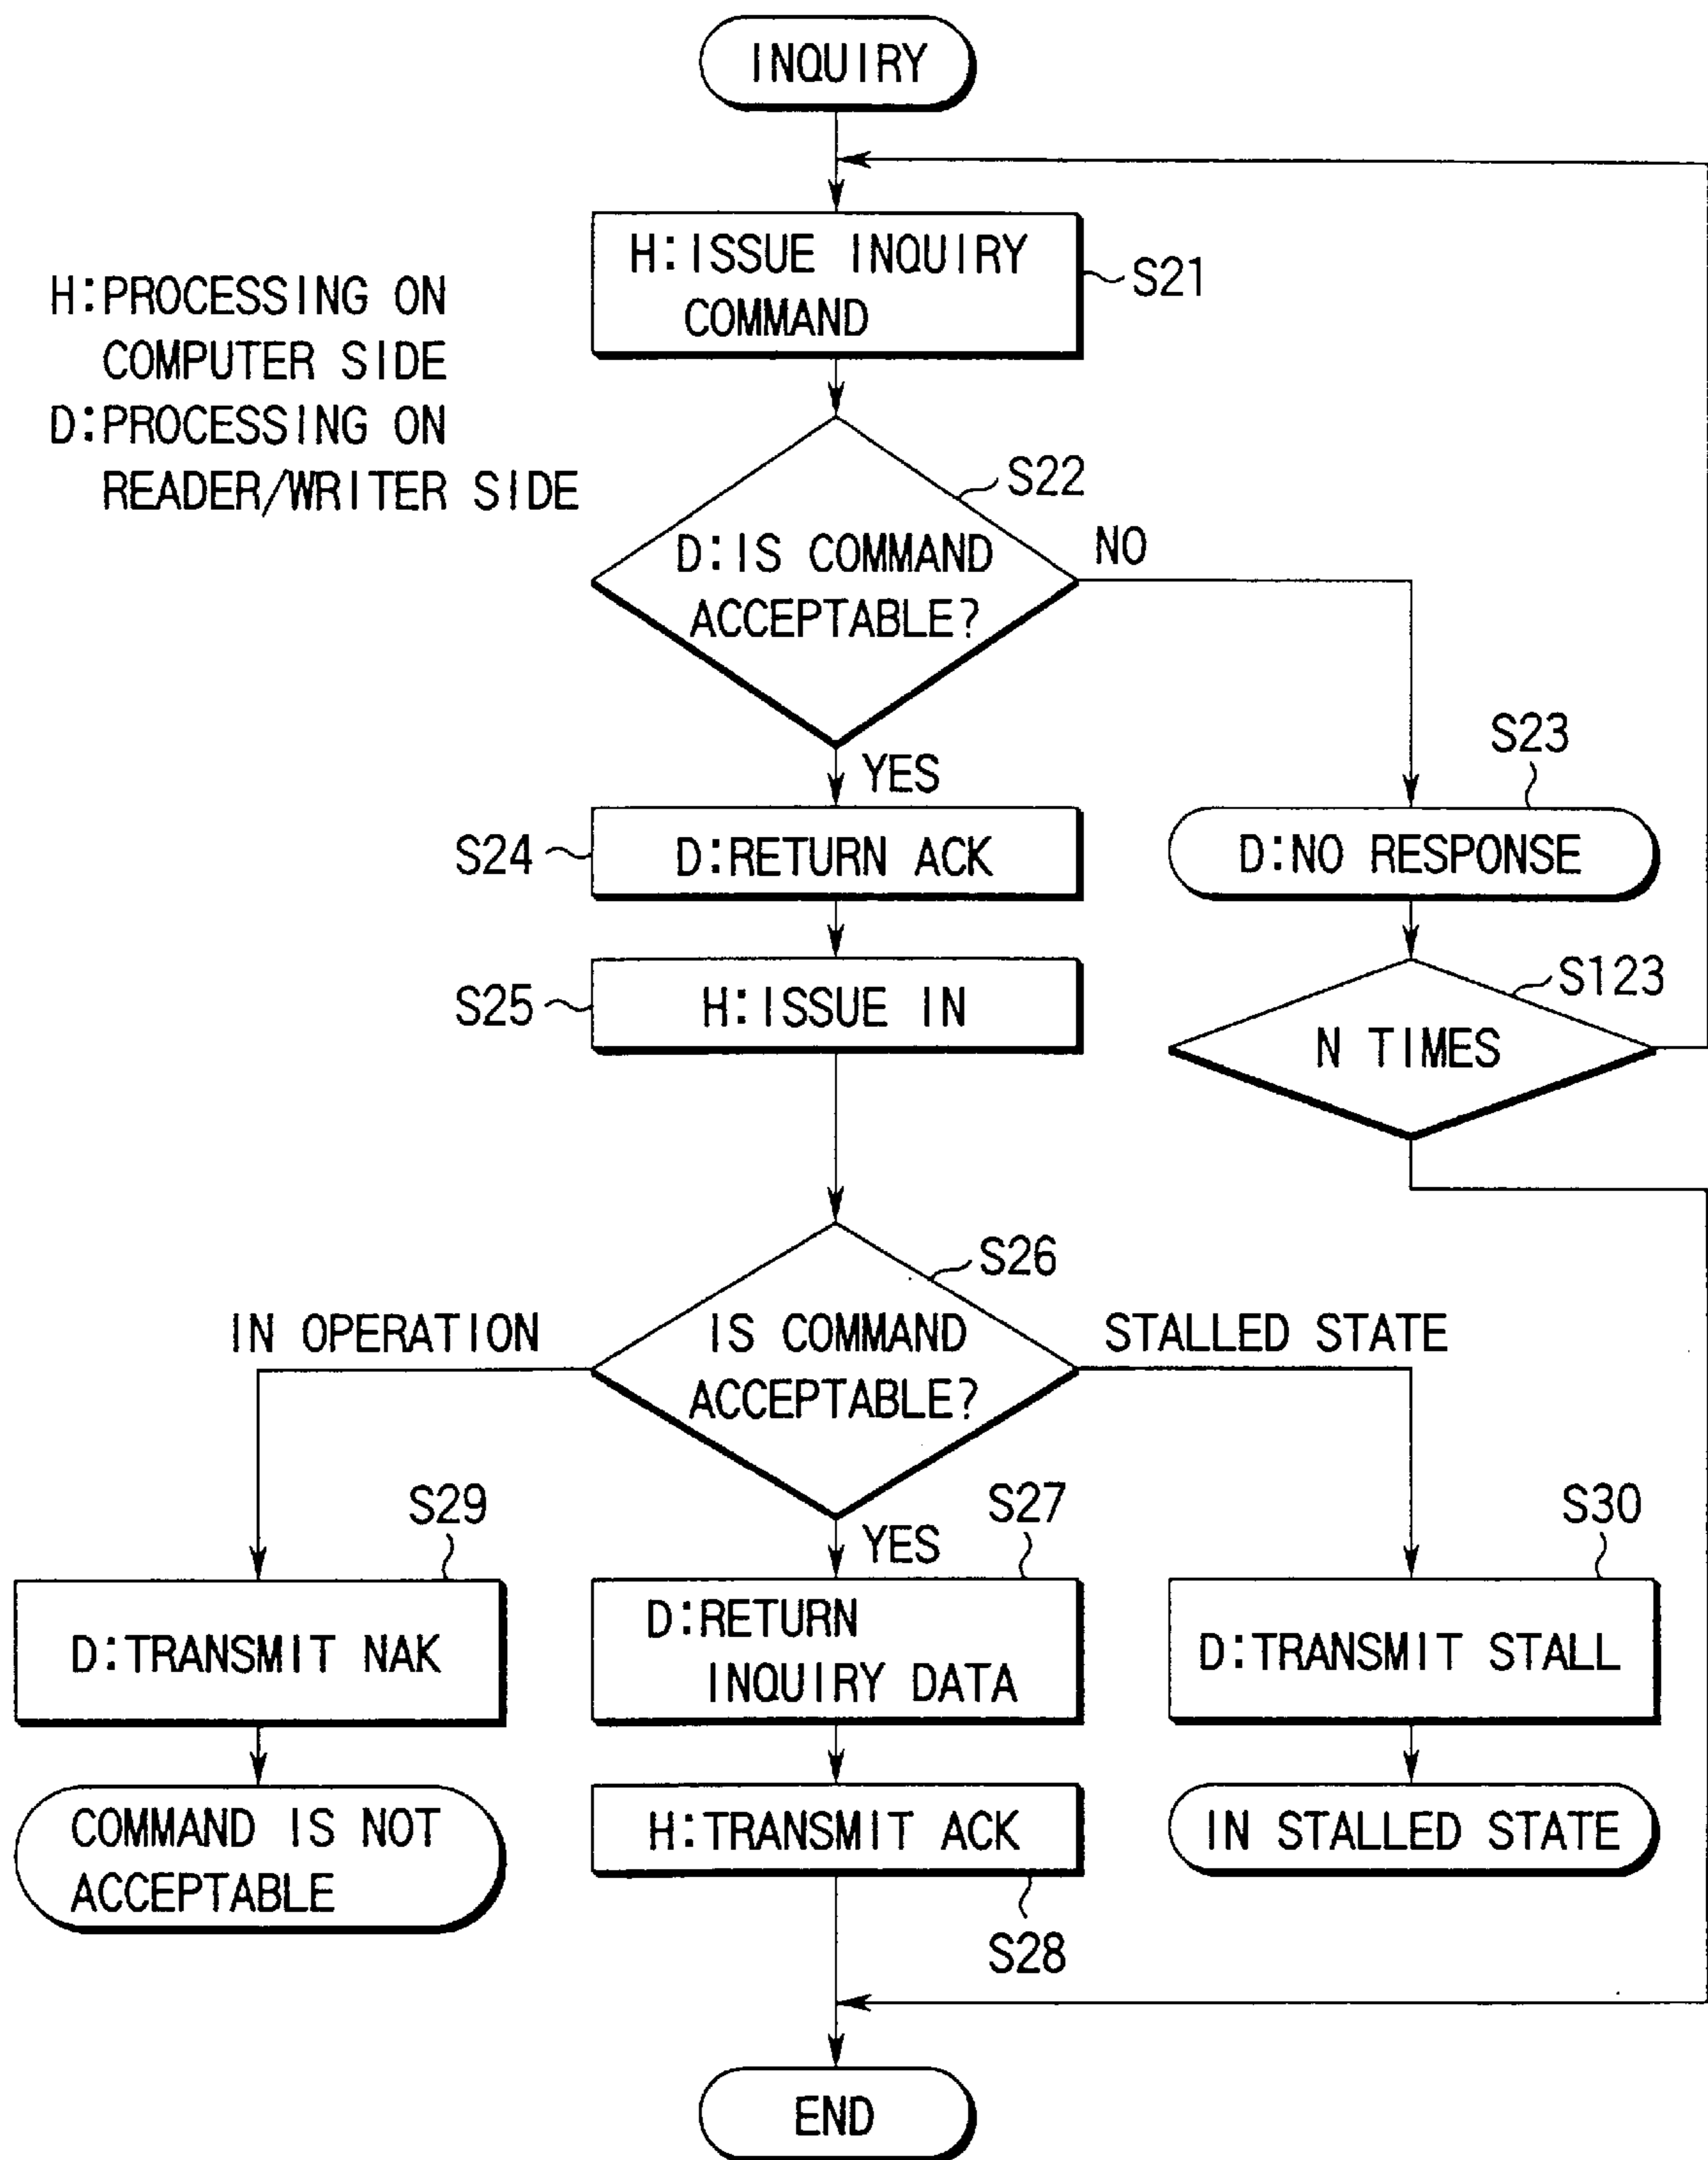 INQUIRY
H:ISSUE INQUIRY
COMMAND
S21
H:PROCESSING ON
COMPUTER SIDE
D:PROCESSING ON
READER/WRITER SIDE
S22
D:IS COMMAND
ACCEPTABLE?
NO
YES
S23
S24
D:RETURN ACK
D:NO RESPONSE
S25
H:ISSUE IN
S123
N TIMES
S26
IN OPERATION
IS COMMAND
ACCEPTABLE?
STALLED STATE
YES
S29
S27
S30
D:TRANSMIT NAK
D:RETURN
INQUIRY DATA
D:TRANSMIT STALL
COMMAND IS NOT
ACCEPTABLE
H:TRANSMIT ACK
IN STALLED STATE
S28
END